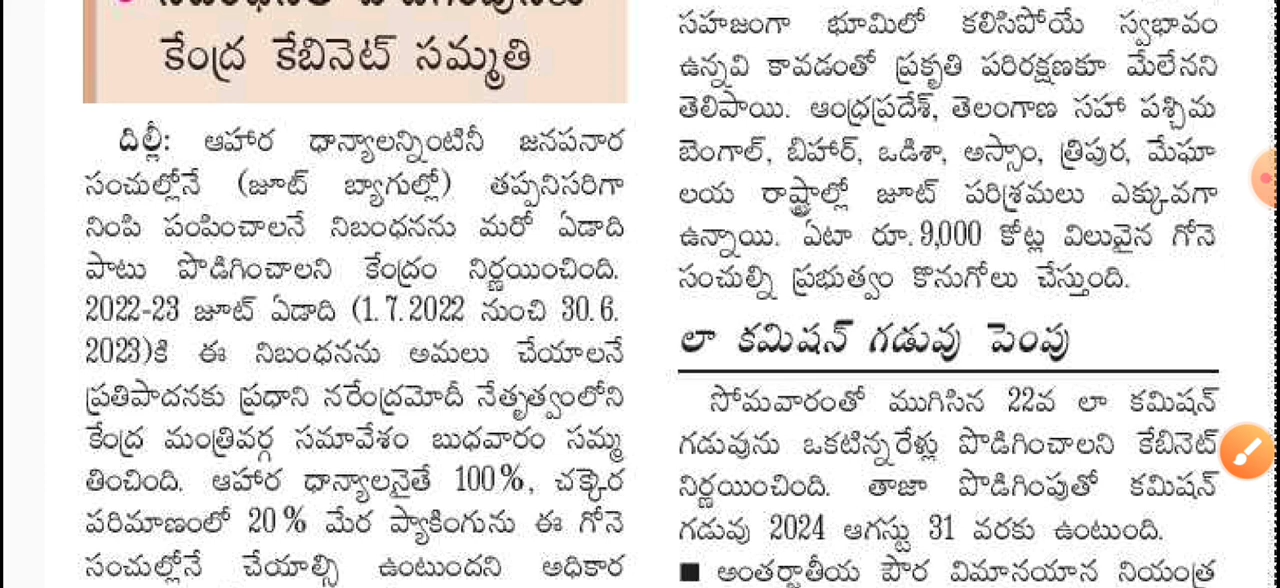 నిబంధనల పొడిగింపునకు
కేంద్ర కేబినెట్ సమ్మతి
దిల్లీ: ఆహార ధాన్యాలన్నింటినీ జనపనార
సంచుల్లోనే (జూట్ బ్యాగుల్లో) తప్పనిసరిగా
నింపి పంపించాలనే నిబంధనను మరో ఏడాది
పాటు పొడిగించాలని కేంద్రం నిర్ణయించింది.
2022-23 జూట్ ఏడాది (1.7.2022 నుంచి 30.6.
2023)కి ఈ నిబంధనను అమలు చేయాలనే
ప్రతిపాదనకు ప్రధాని నరేంద్రమోదీ నేతృత్వంలోని
కేంద్ర మంత్రివర్గ సమావేశం బుధవారం సమ్మ
తించింది. ఆహార ధాన్యాలనైతే 100%, చక్కెర
పరిమాణంలో 20% మేర ప్యాకింగును ఈ గోనె
సంచుల్లోనే చేయాల్సి ఉంటుందని అధికార
సహజంగా భూమిలో కలిసిపోయే స్వభావం
ఉన్నవి కావడంతో ప్రకృతి పరిరక్షణకూ మేలేనని
తెలిపాయి. ఆంధ్రప్రదేశ్, తెలంగాణ సహా పశ్చిమ
బెంగాల్, బిహార్, ఒడిశా, అస్సాం, త్రిపుర, మేఘా
లయ రాష్ట్రాల్లో జూట్ పరిశ్రమలు ఎక్కువగా
ఉన్నాయి. ఏటా రూ.9,000 కోట్ల విలువైన గోనె
సంచుల్ని ప్రభుత్వం కొనుగోలు చేస్తుంది.
లా కమిషన్ గడువు పెంపు
సోమవారంతో ముగిసిన 22వ లా కమిషన్
గడువును ఒకటిన్నరేళ్లు పొడిగించాలని కేబినెట్
నిర్ణయించింది. తాజా పొడిగింపుతో కమిషన్
గడువు 2024 ఆగస్టు 31 వరకు ఉంటుంది.
■ అంతర్జాతీయ పౌర విమానయాన నియంత్ర